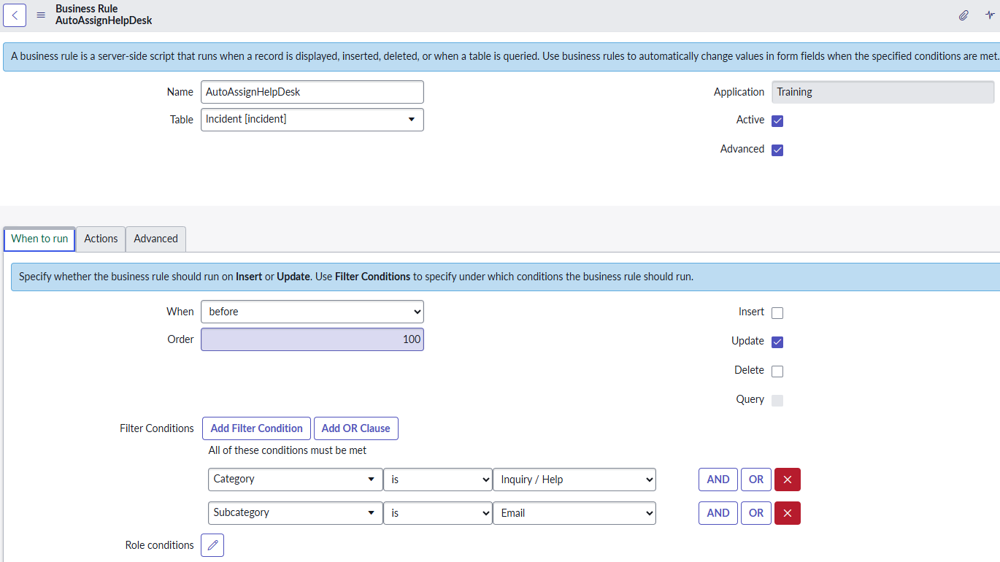 Business Rule
AutoAssignHelpDesk
A business rule is a server-side script that runs when a record is displayed, inserted, deleted, or when a table is queried. Use business rules to automatically change values in form fields when the specified conditions are met.
Name AutoAssignHelpDesk Application Training
Table Incident [incident] Active
Advanced
When to run Actions Advanced
Specify whether the business rule should run on Insert or Update. Use Filter Conditions to specify under which conditions the business rule should run.
When before Insert
Order 100 Update
Delete
Query
Filter Conditions Add Filter Condition Add OR Clause
All of these conditions must be met
Category is Inquiry / Help AND OR
Subcategory is Email AND OR
Role conditions